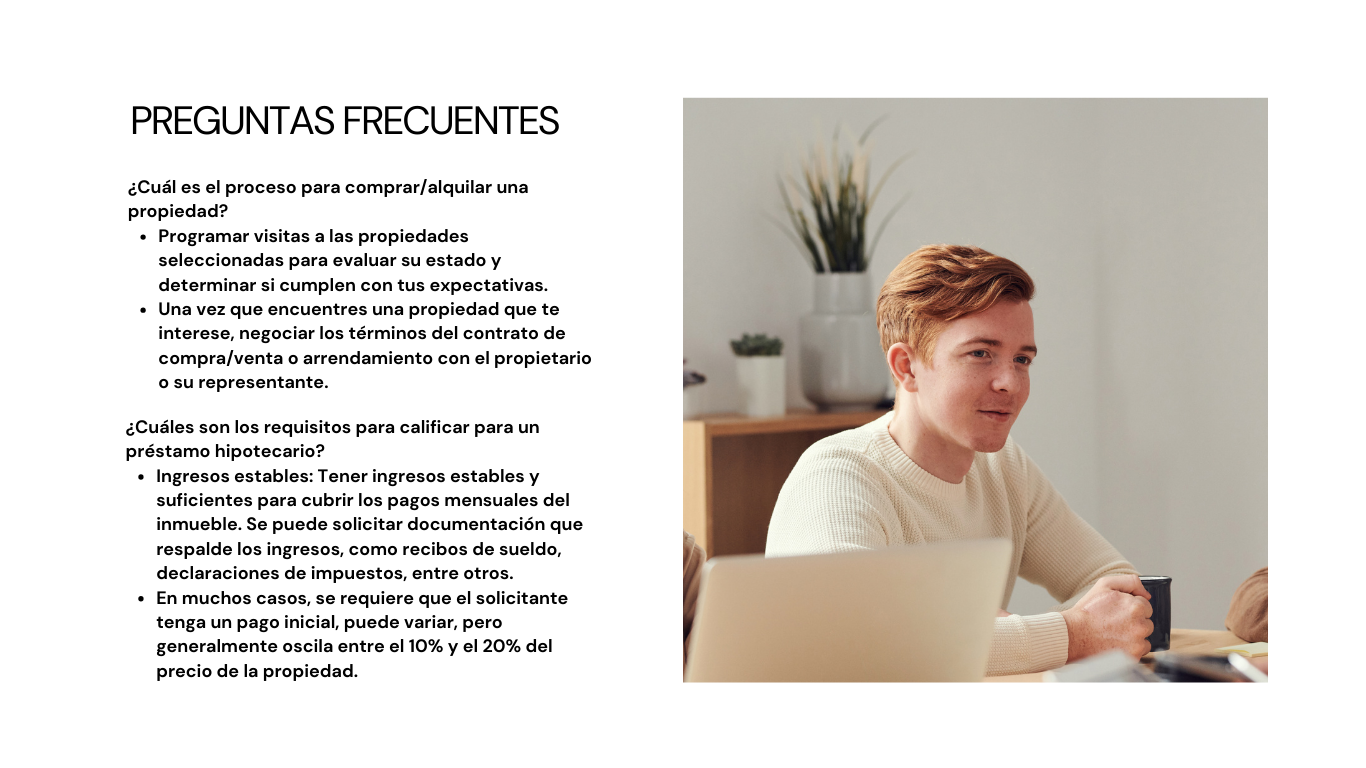 PREGUNTAS FRECUENTES
¿Cuál es el proceso para comprar/alquilar una
propiedad?
• Programar visitas a las propiedades
seleccionadas para evaluar su estado y
determinar si cumplen con tus expectativas.
• Una vez que encuentres una propiedad que te
interese, negociar los términos del contrato de
compra/venta o arrendamiento con el propietario
o su representante.
¿Cuáles son los requisitos para calificar para un
préstamo hipotecario?
• Ingresos estables: Tener ingresos estables y
suficientes para cubrir los pagos mensuales del
inmueble. Se puede solicitar documentación que
respalde los ingresos, como recibos de sueldo,
declaraciones de impuestos, entre otros.
• En muchos casos, se requiere que el solicitante
tenga un pago inicial, puede variar, pero
generalmente oscila entre el 10% y el 20% del
precio de la propiedad.